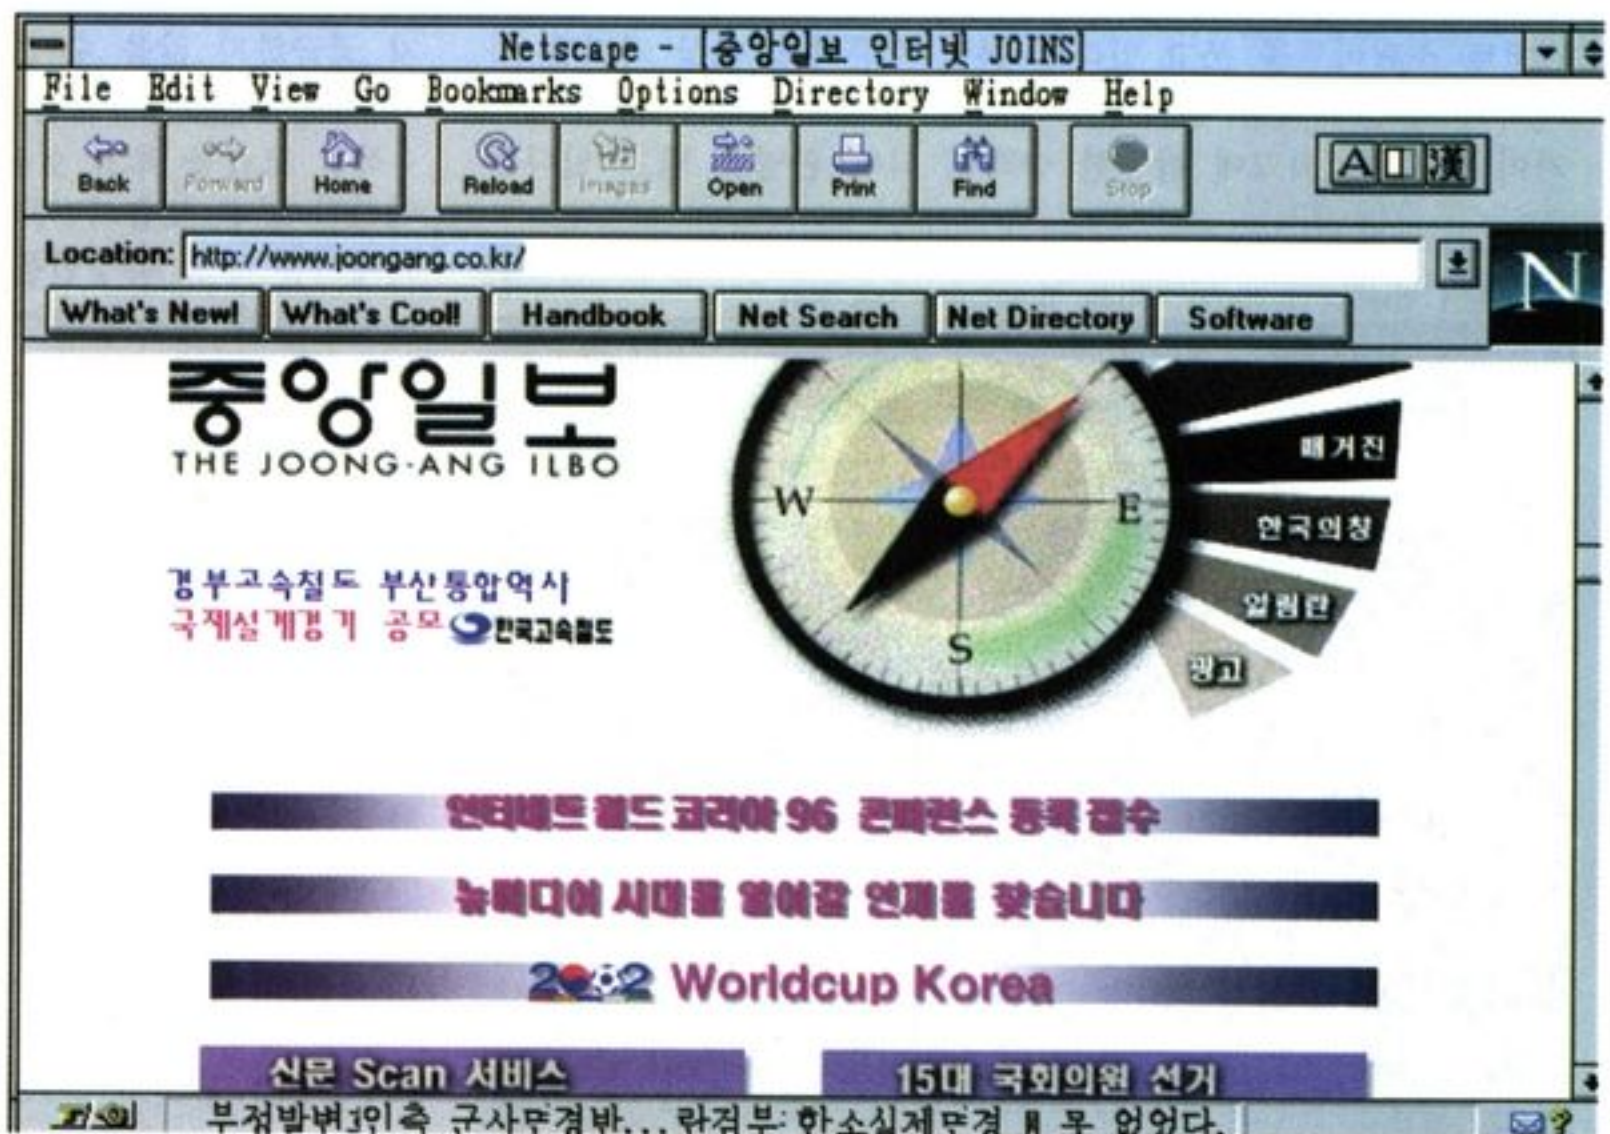 Netscape - [중앙일보 인터넷 JOINS]
File Edit View Go Bookmarks Options Directory Window Help
Back Forward Home Reload Images Open Print Find Stop
A 漢
Location: http://www.joongang.co.kr/
N
What's New! What's Cool! Handbook Net Search Net Directory Software
중앙일보
THE JOONG-ANG ILBO
W E S
매거진
한국의창
알림란
광고
경부고속철도 부산통합역사
국제설계경기 공모 한국고속철도
인터네트 월드 코리아 96 콘퍼런스 등록 접수
뉴미디어 시대를 열어갈 인재를 찾습니다
2002 Worldcup Korea
신문 Scan 서비스
15대 국회의원 선거
없었다.